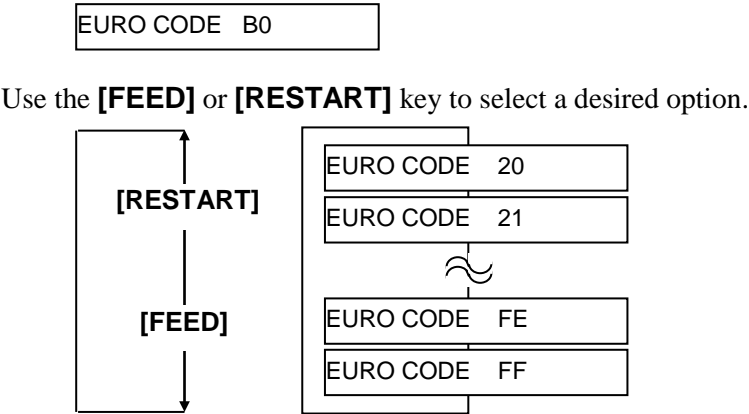 EURO CODE B0
Use the [FEED] or [RESTART] key to select a desired option.
EURO CODE 20
[RESTART]
EURO CODE 21
[FEED]
EURO CODE FE
EURO CODE FF